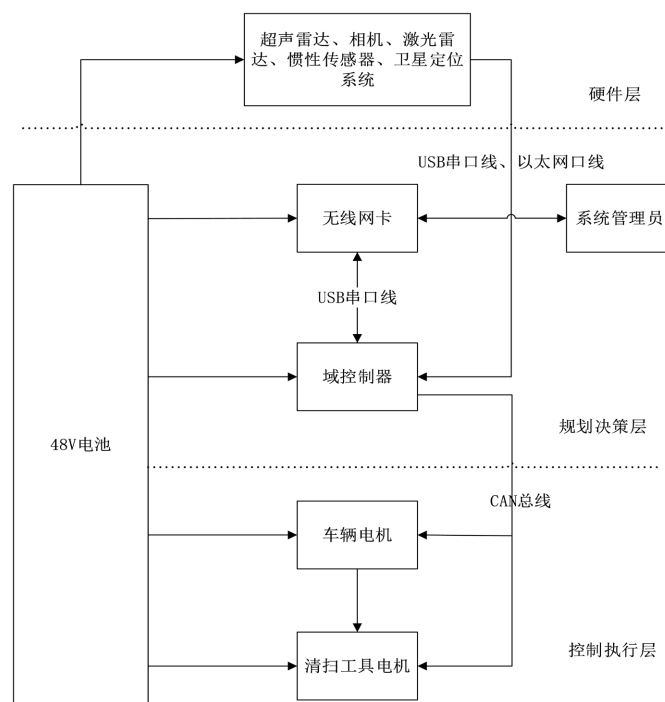 超声雷达、相机、激光雷
达、惯性传感器、卫星定位
系统
硬件层
USB串口线、以太网口线
无线网卡
系统管理员
USB串口线
域控制器
规划决策层
48V电池
CAN总线
车辆电机
控制执行层
清扫工具电机